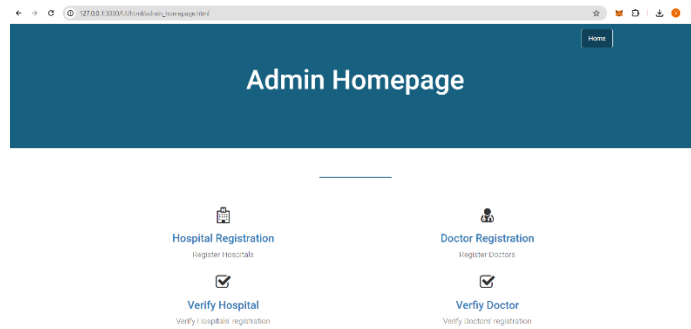 127.0.0.1:5000/UI/html/admin_homepage.html
Home
Admin Homepage
Hospital Registration
Doctor Registration
Register Hospitals
Register Doctors
Verify Hospital
Verfiy Doctor
Verify Hospitals registration
Verify Doctors registration